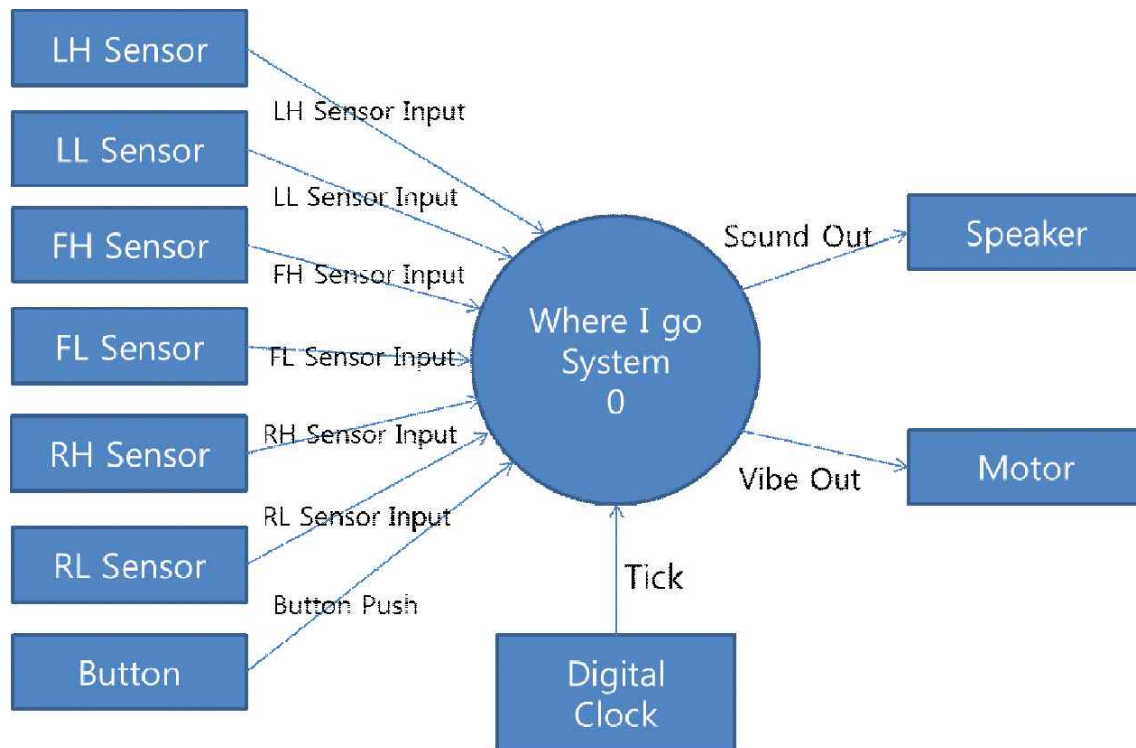 LH Sensor
LH Sensor Input
LL Sensor
LL Sensor Input
FH Sensor
FH Sensor Input
FL Sensor
FL Sensor Input
RH Sensor
RH Sensor Input
RL Sensor
RL Sensor Input
Button
Button Push
Where I go
System
0
Sound Out
Speaker
Vibe Out
Motor
Tick
Digital
Clock